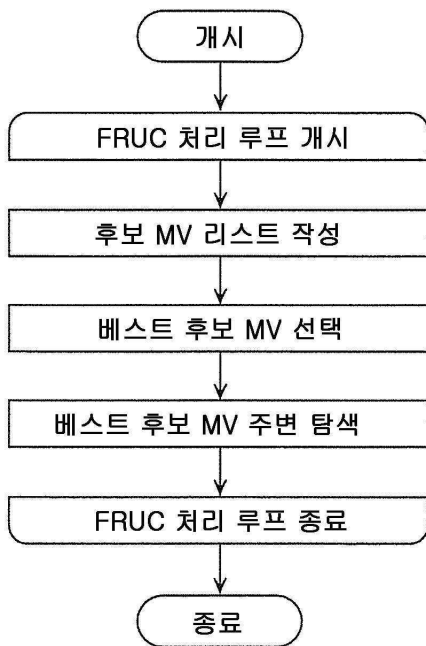 개시
FRUC 처리 루프 개시
후보 MV 리스트 작성
베스트 후보 MV 선택
베스트 후보 MV 주변 탐색
FRUC 처리 루프 종료
종료